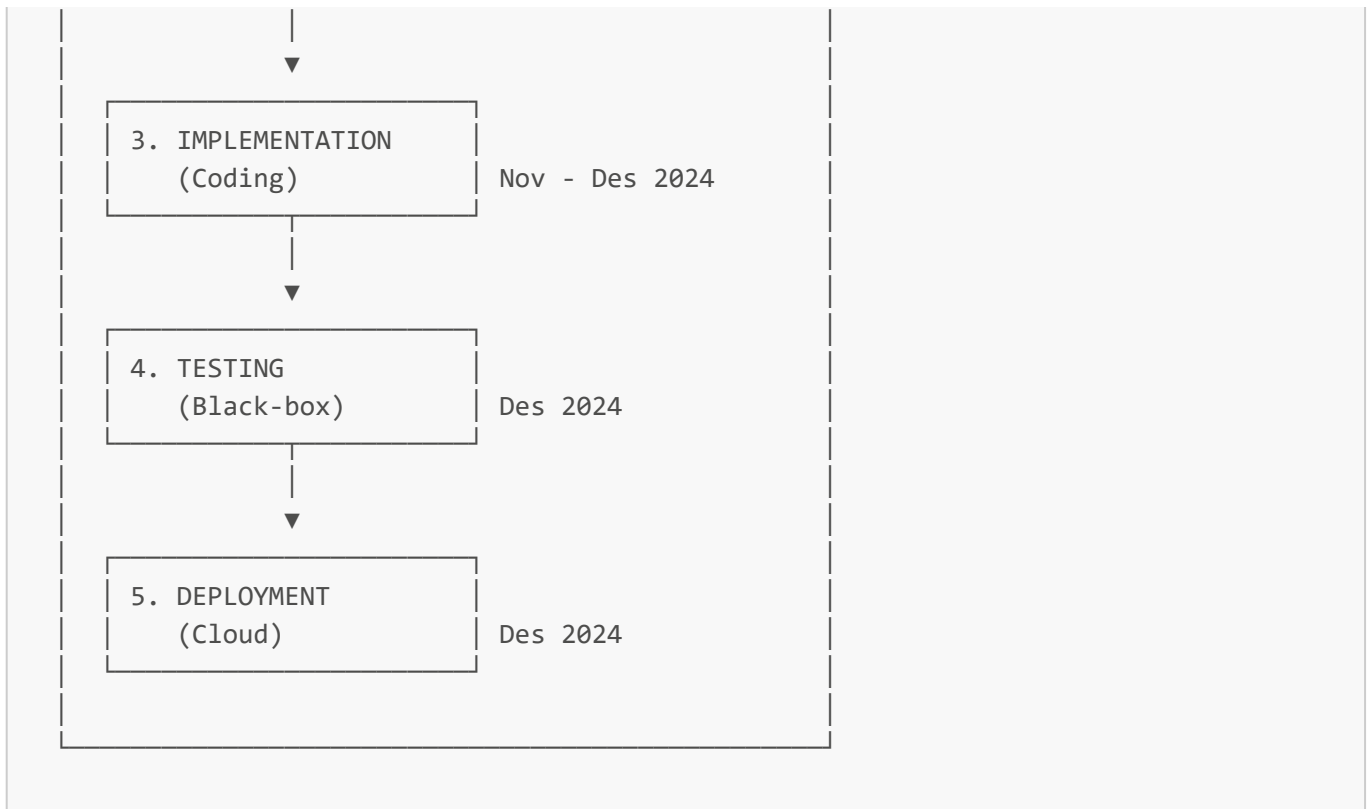 3. IMPLEMENTATION
(Coding) Nov - Des 2024
4. TESTING
(Black-box) Des 2024
5. DEPLOYMENT
(Cloud) Des 2024